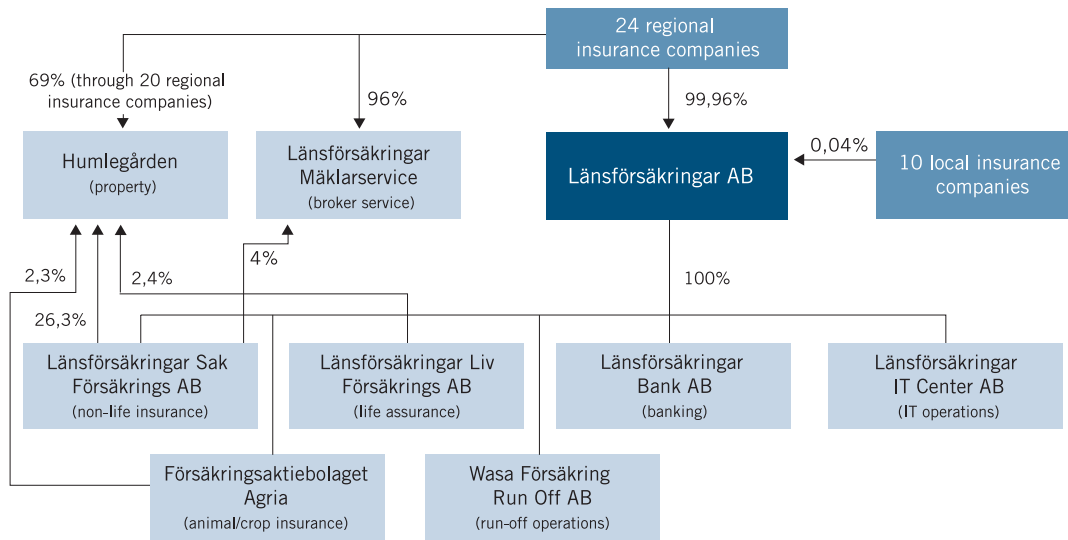 24 regional
insurance companies
69% (through 20 regional
insurance companies)
96%
99,96%
Humlegården
(property)
Länsförsäkringar
Mäklarservice
(broker service)
Länsförsäkringar AB
0,04%
10 local insurance
companies
2,3%
26,3%
2,4%
4%
100%
Länsförsäkringar Sak
Försäkrings AB
(non-life insurance)
Länsförsäkringar Liv
Försäkrings AB
(life assurance)
Länsförsäkringar
Bank AB
(banking)
Länsförsäkringar
IT Center AB
(IT operations)
Försäkringsaktiebolaget
Agria
(animal/crop insurance)
Wasa Försäkring
Run Off AB
(run-off operations)